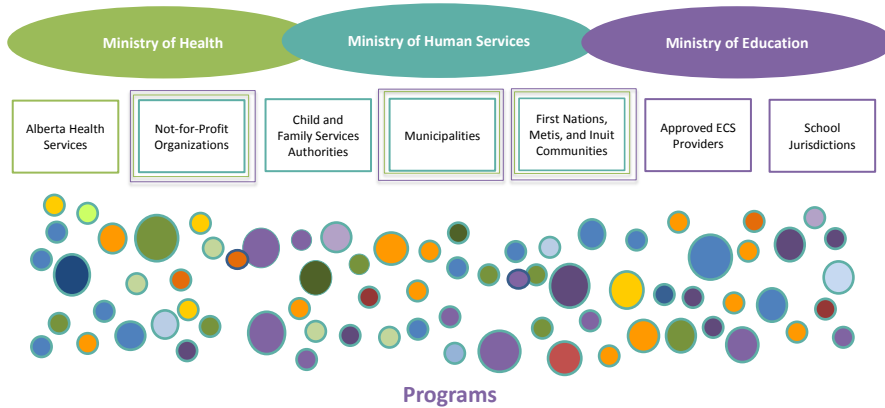 Ministry of Health
Ministry of Human Services
Ministry of Education
Alberta Health
Services
Not-for-Profit
Organizations
Child and
Family Services
Authorities
Municipalities
First Nations,
Metis, and Inuit
Communities
Approved ECS
Providers
School
Jurisdictions
Programs